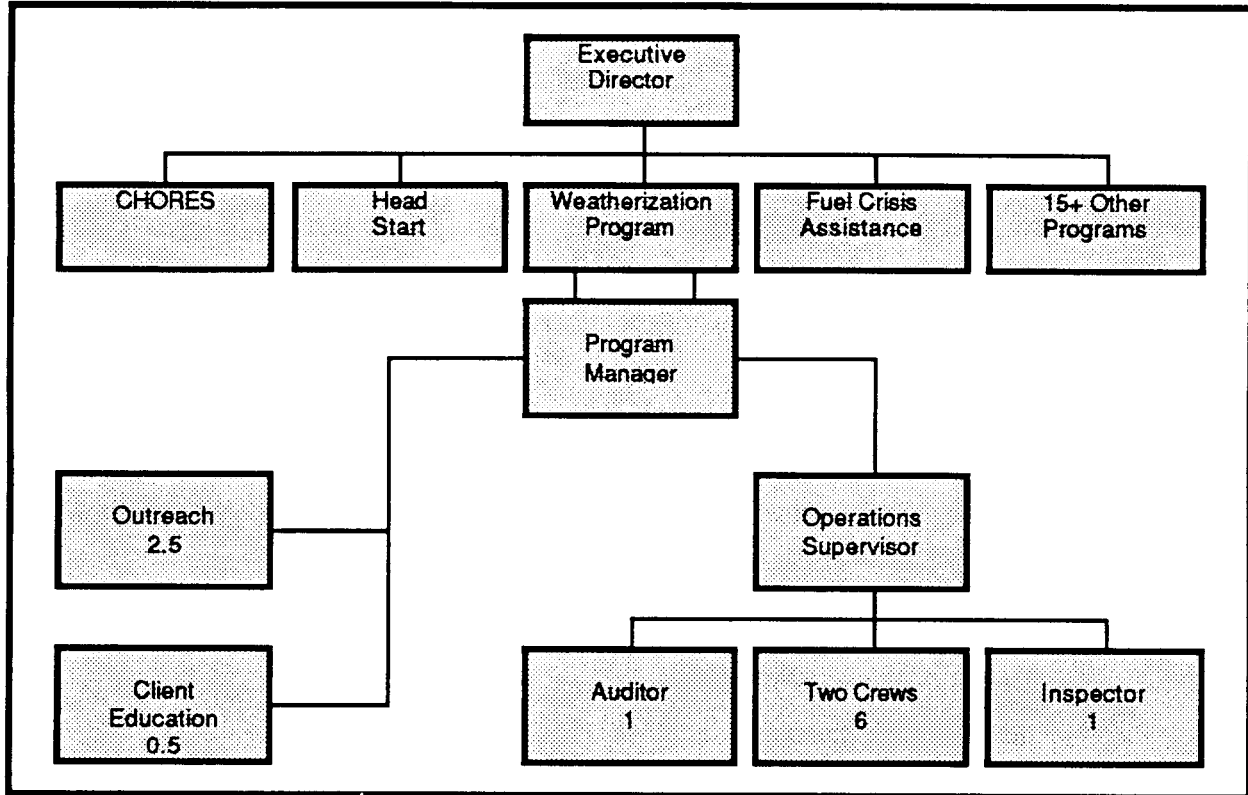 Executive
Director
CHORES
Head
Start
Weatherization
Program
Fuel Crisis
Assistance
15+ Other
Programs
Program
Manager
Outreach
2.5
Operations
Supervisor
Client
Education
0.5
Auditor
1
Two Crews
6
Inspector
1